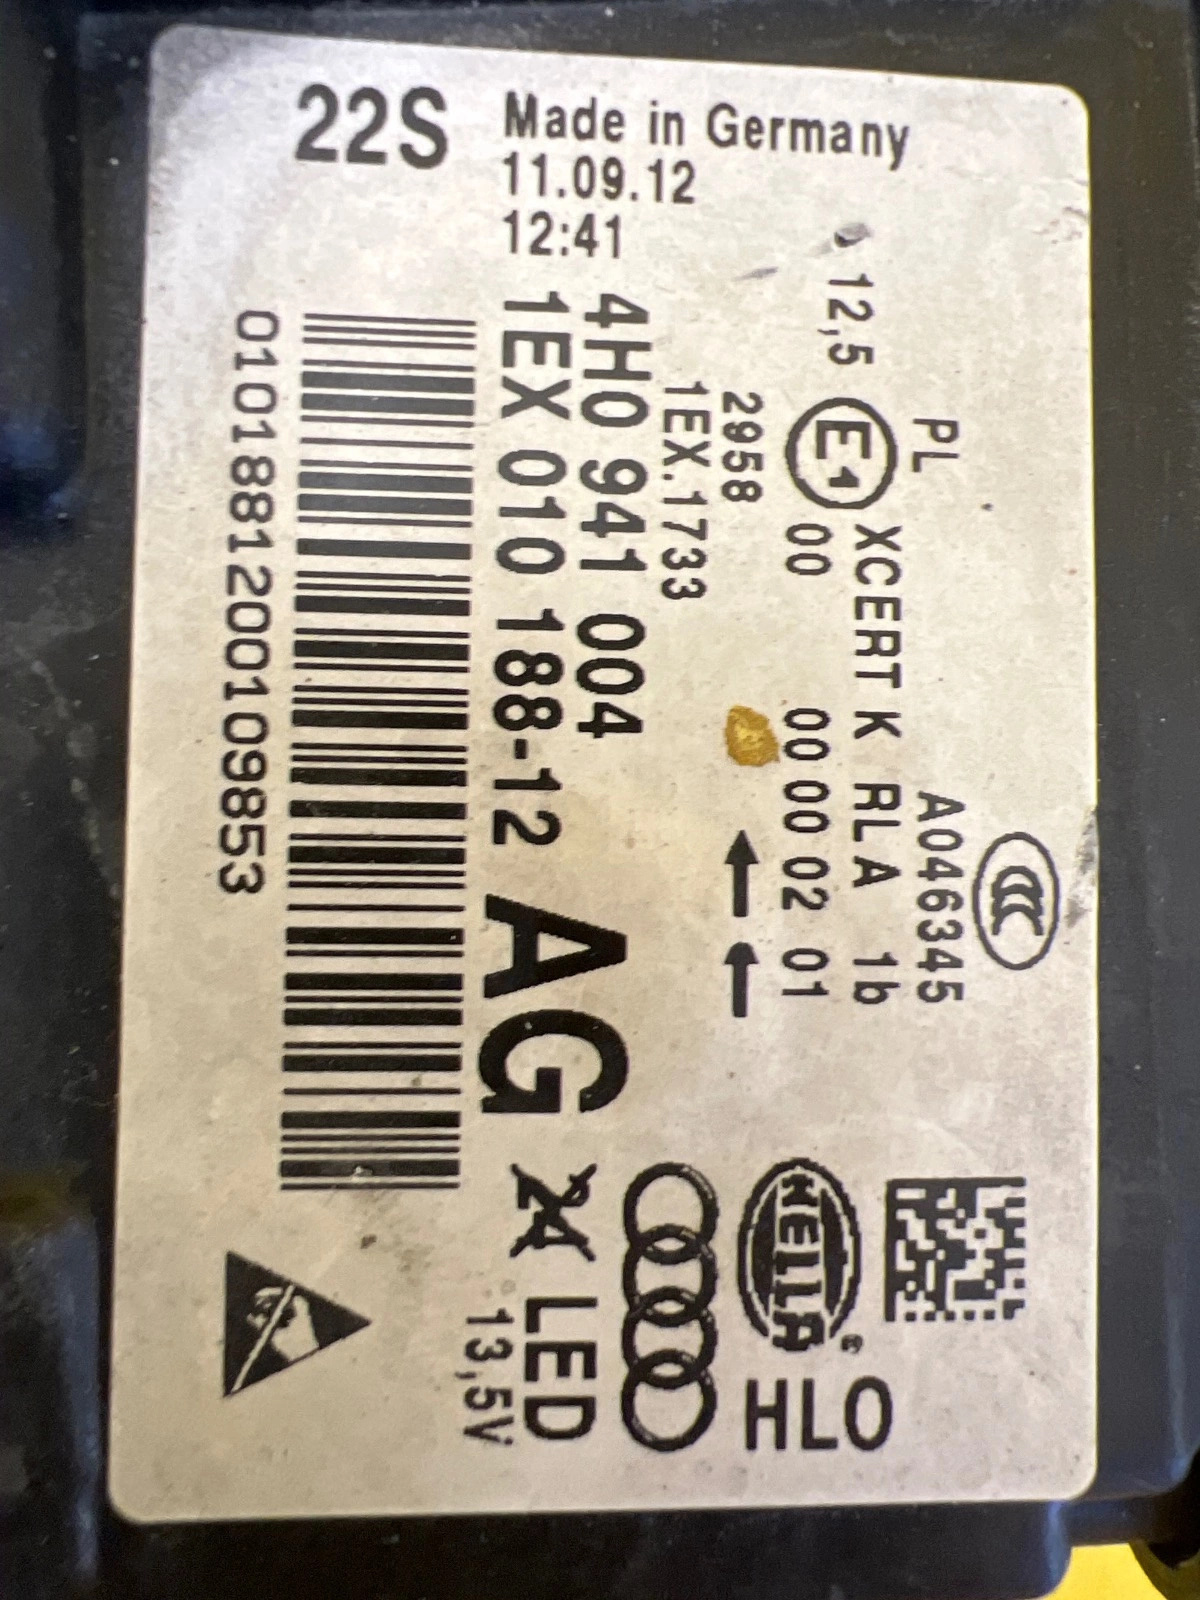 22S
Made in Germany
11.09.12
12:41
PL
A046345
12,5 E1 XCERT K RLA 1b
00 00 00 02 01
2958
1EX.1733
4H0 941 004
1EX 010 188-12
AG
0101881200109853
HELLA®
HLO
24 LED
13,5V